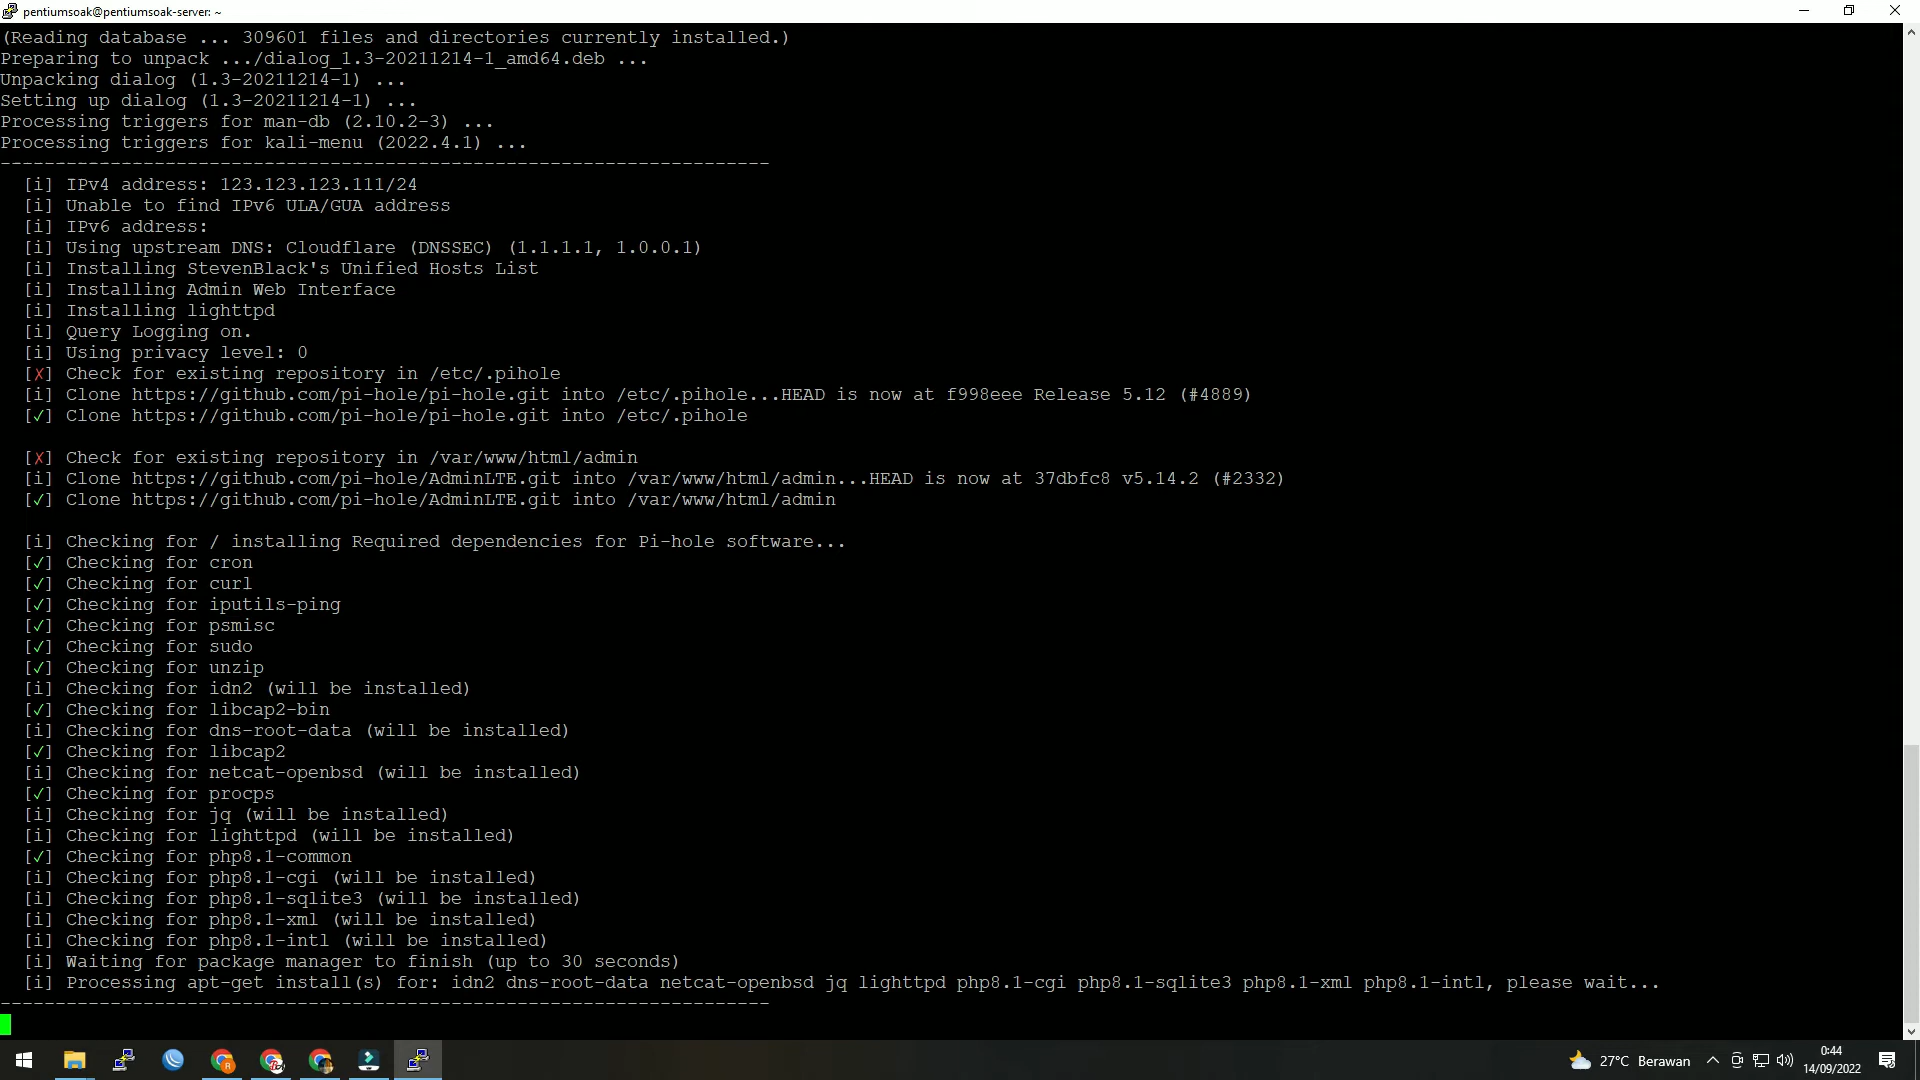 pentiumsoak@pentiumsoak-server: ~
(Reading database ... 309601 files and directories currently installed.)
Preparing to unpack .../dialog_1.3-20211214-1_amd64.deb ...
Unpacking dialog (1.3-20211214-1) ...
Setting up dialog (1.3-20211214-1) ...
Processing triggers for man-db (2.10.2-3) ...
Processing triggers for kali-menu (2022.4.1) ...
----------------------------------------------------------------------
[i] IPv4 address: 123.123.123.111/24
[i] Unable to find IPv6 ULA/GUA address
[i] IPv6 address:
[i] Using upstream DNS: Cloudflare (DNSSEC) (1.1.1.1, 1.0.0.1)
[i] Installing StevenBlack's Unified Hosts List
[i] Installing Admin Web Interface
[i] Installing lighttpd
[i] Query Logging on.
[i] Using privacy level: 0
[✗] Check for existing repository in /etc/.pihole
[i] Clone https://github.com/pi-hole/pi-hole.git into /etc/.pihole...HEAD is now at f998eee Release 5.12 (#4889)
[✓] Clone https://github.com/pi-hole/pi-hole.git into /etc/.pihole
[✗] Check for existing repository in /var/www/html/admin
[i] Clone https://github.com/pi-hole/AdminLTE.git into /var/www/html/admin...HEAD is now at 37dbfc8 v5.14.2 (#2332)
[✓] Clone https://github.com/pi-hole/AdminLTE.git into /var/www/html/admin
[i] Checking for / installing Required dependencies for Pi-hole software...
[✓] Checking for cron
[✓] Checking for curl
[✓] Checking for iputils-ping
[✓] Checking for psmisc
[✓] Checking for sudo
[✓] Checking for unzip
[i] Checking for idn2 (will be installed)
[✓] Checking for libcap2-bin
[i] Checking for dns-root-data (will be installed)
[✓] Checking for libcap2
[i] Checking for netcat-openbsd (will be installed)
[✓] Checking for procps
[i] Checking for jq (will be installed)
[i] Checking for lighttpd (will be installed)
[✓] Checking for php8.1-common
[i] Checking for php8.1-cgi (will be installed)
[i] Checking for php8.1-sqlite3 (will be installed)
[i] Checking for php8.1-xml (will be installed)
[i] Checking for php8.1-intl (will be installed)
[i] Waiting for package manager to finish (up to 30 seconds)
[i] Processing apt-get install(s) for: idn2 dns-root-data netcat-openbsd jq lighttpd php8.1-cgi php8.1-sqlite3 php8.1-xml php8.1-intl, please wait...
----------------------------------------------------------------------
27°C Berawan
0:44
14/09/2022